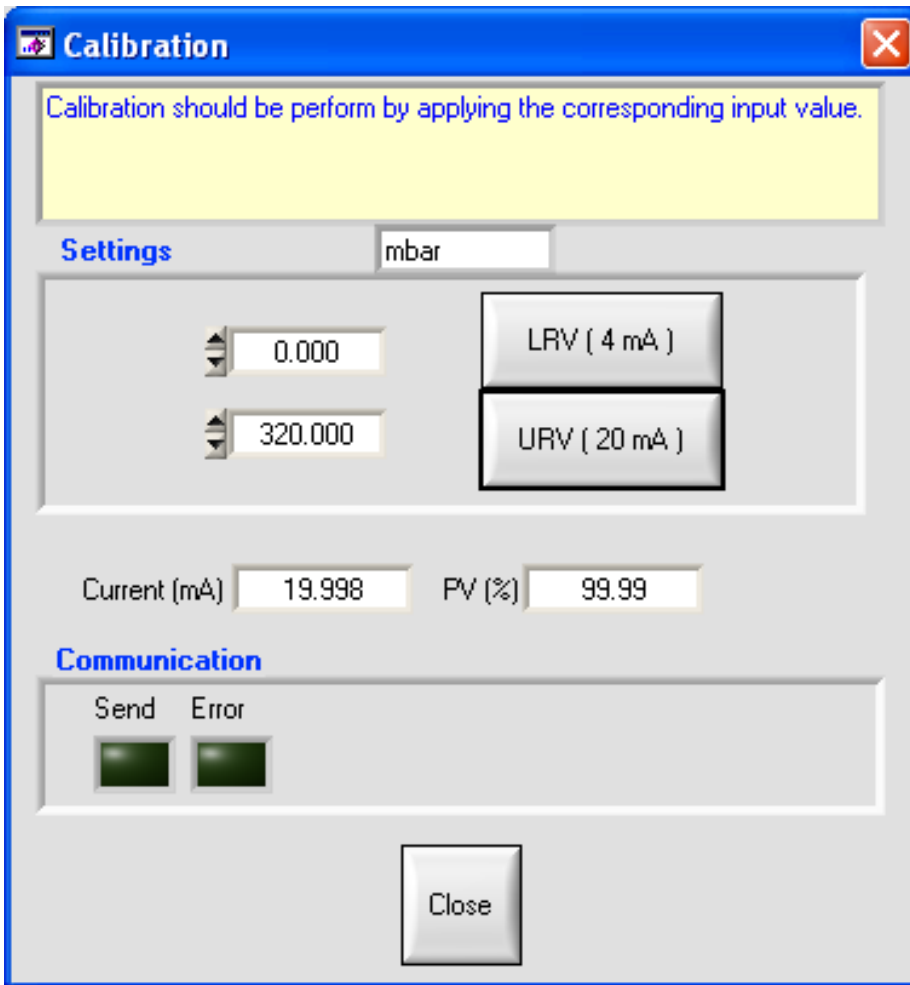 Calibration
Calibration should be perform by applying the corresponding input value.
Settings
mbar
0.000
LRV ( 4 mA )
320.000
URV ( 20 mA )
Current (mA)
19.998
PV (%)
99.99
Communication
Send
Error
Close